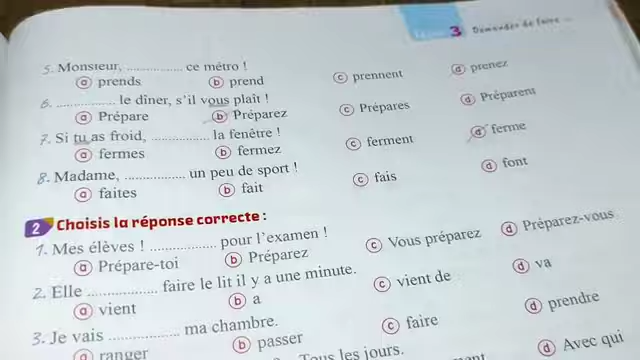 3 Demander de faire
5. Monsieur, ................ ce métro !
a prends b prend c prennent d prenez
6. ................ le dîner, s'il vous plaît !
a Prépare b Préparez c Prépares d Préparent
7. Si tu as froid, ................ la fenêtre !
a fermes b fermez c ferment d ferme
8. Madame, ................ un peu de sport !
a faites b fait c fais d font
2 Choisis la réponse correcte :
1. Mes élèves ! ................ pour l'examen !
a Prépare-toi b Préparez c Vous préparez d Préparez-vous
2. Elle ................ faire le lit il y a une minute.
a vient b a c vient de d va
3. Je vais ................ ma chambre.
a ranger b passer c faire d prendre
Tous les jours.
d Avec qui